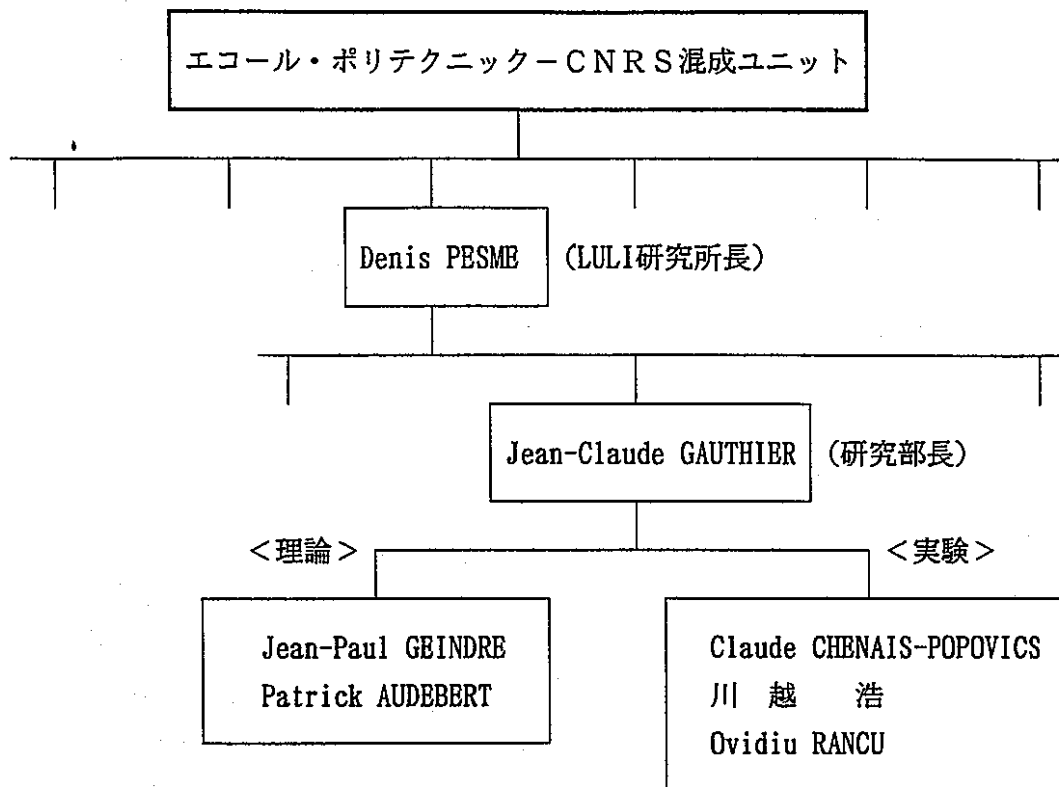 エコール・ポリテクニック－ＣＮＲＳ混成ユニット
Denis PESME (LULI研究所長)
Jean-Claude GAUTHIER (研究部長)
＜理論＞ ＜実験＞
Jean-Paul GEINDRE
Patrick AUDEBERT
Claude CHENAIS-POPOVICS
川 越 浩
Ovidiu RANCU